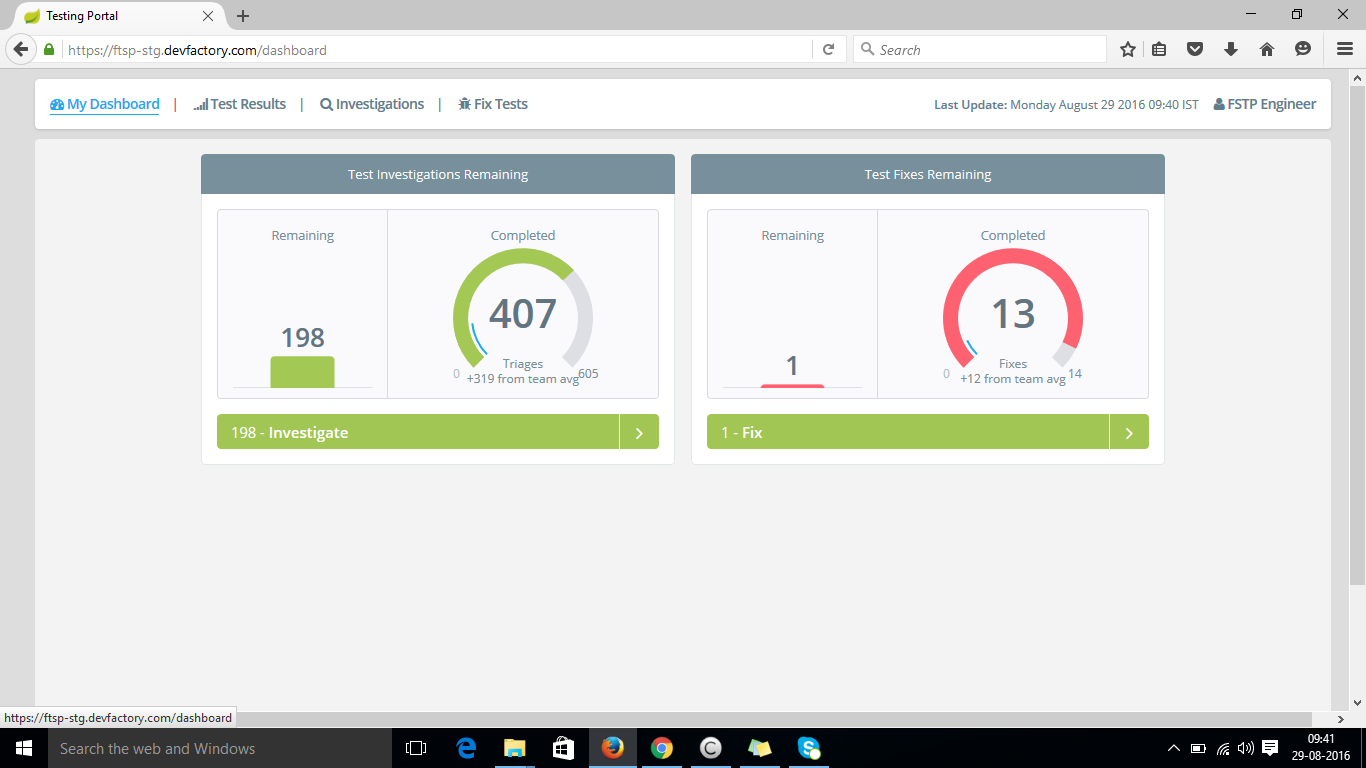 Testing Portal
https://ftsp-stg.devfactory.com/dashboard
Search
My Dashboard | Test Results | Investigations | Fix Tests
Last Update: Monday August 29 2016 09:40 IST FSTP Engineer
Test Investigations Remaining
Remaining
Completed
198
407
Triages
0
+319 from team avg
605
198 - Investigate
Test Fixes Remaining
Remaining
Completed
1
13
Fixes
0
+12 from team avg
14
1 - Fix
https://ftsp-stg.devfactory.com/dashboard
Search the web and Windows
09:41
29-08-2016